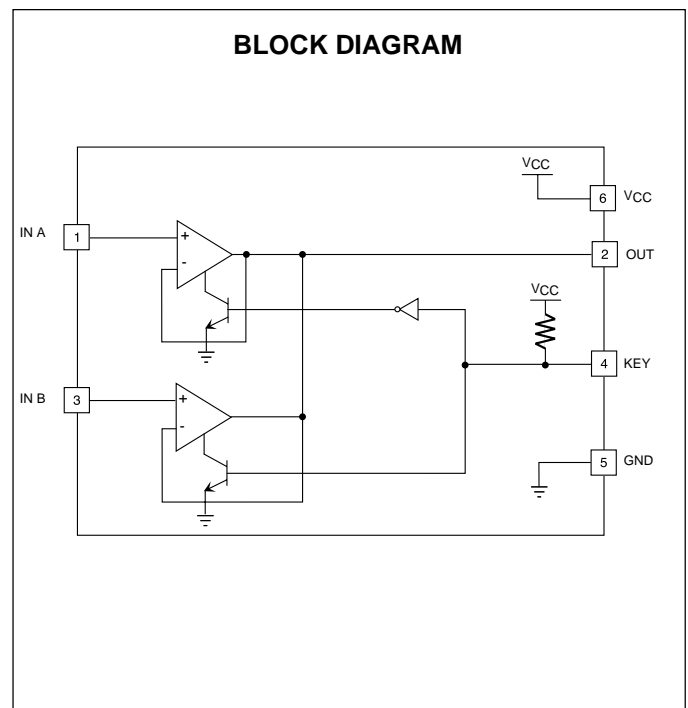 BLOCK DIAGRAM
VCC
6 VCC
IN A 1
+
-
2 OUT
VCC
4 KEY
IN B 3
+
-
5 GND